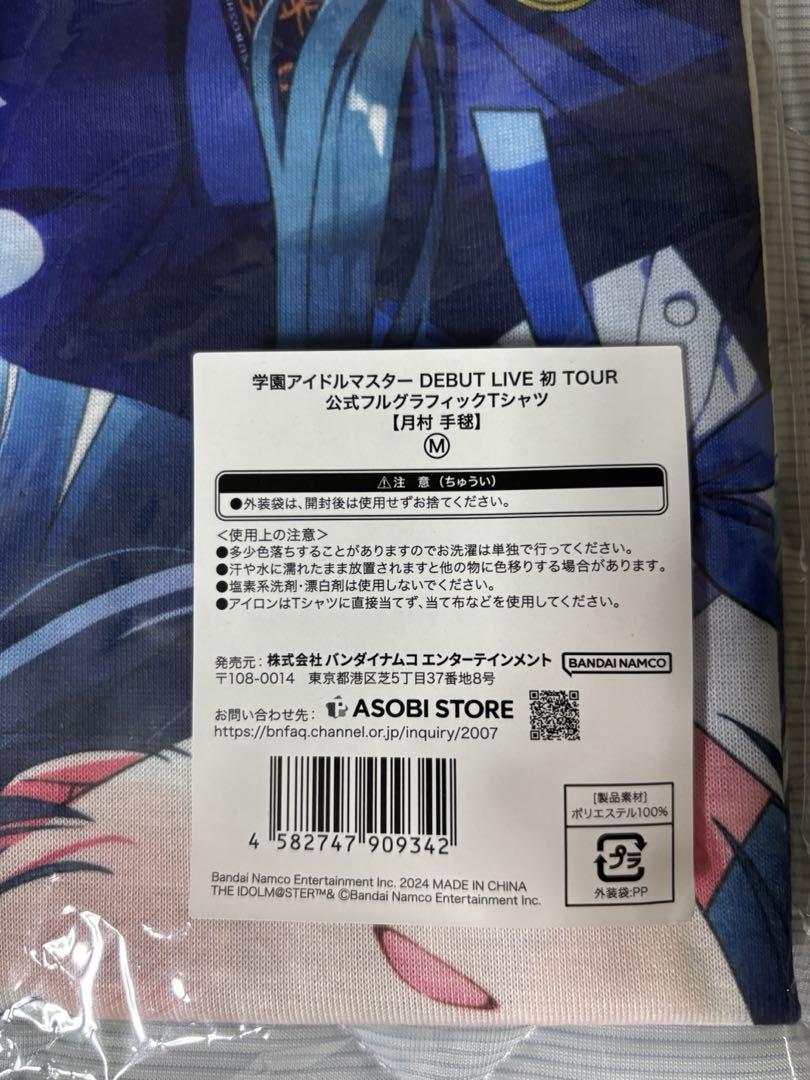 学園アイドルマスター DEBUT LIVE 初 TOUR
公式フルグラフィックTシャツ
【月村 手毬】
Ⓜ
⚠注 意（ちゅうい）
●外装袋は、開封後は使用せずお捨てください。
＜使用上の注意＞
●多少色落ちすることがありますのでお洗濯は単独で行ってください。
●汗や水に濡れたまま放置されますと他の物に色移りする場合があります。
●塩素系洗剤・漂白剤は使用しないでください。
●アイロンはTシャツに直接当てず、当て布などを使用してください。
発売元：株式会社 バンダイナムコ エンターテインメント BANDAI NAMCO
〒108-0014 東京都港区芝5丁目37番地8号
お問い合わせ先： ASOBI STORE
https://bnfaq.channel.or.jp/inquiry/2007
4 582747 909342
[製品素材]
ポリエステル100%
プラ
外装袋:PP
Bandai Namco Entertainment Inc. 2024 MADE IN CHINA
THE IDOLM@STER™& ©Bandai Namco Entertainment Inc.